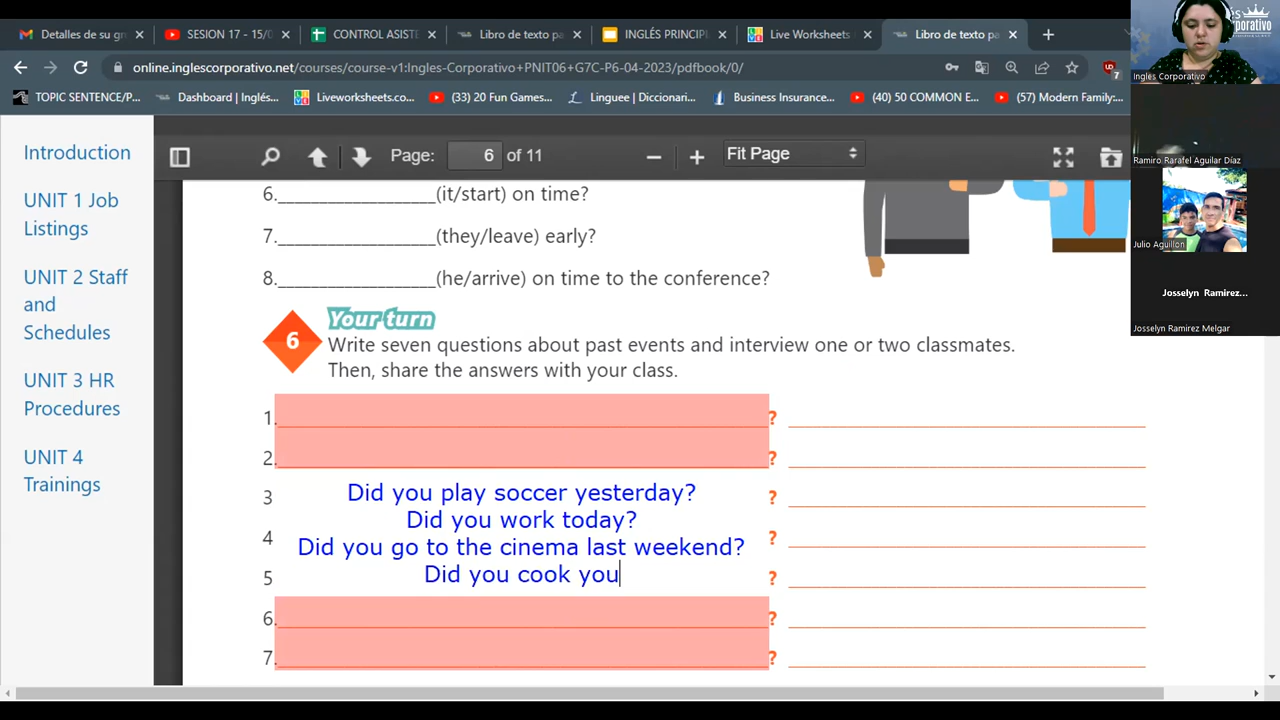 Detalles de su gn
SESION 17 - 15/0
CONTROL ASISTE
Libro de texto pa
INGLÉS PRINCIPI
Live Worksheets
Libro de texto pa
online.inglescorporativo.net/courses/course-v1:Ingles-Corporativo+PNIT06+G7C-P6-04-2023/pdfbook/0/
TOPIC SENTENCE/P...
Dashboard | Inglés...
Liveworksheets.co...
(33) 20 Fun Games...
Linguee | Diccionari...
Business Insurance...
(40) 50 COMMON E...
(57) Modern Family:...
Introduction
UNIT 1 Job
Listings
UNIT 2 Staff
and
Schedules
UNIT 3 HR
Procedures
UNIT 4
Trainings
Page: 6 of 11
Fit Page
6.__________________(it/start) on time?
7.__________________(they/leave) early?
8.__________________(he/arrive) on time to the conference?
6
Your turn
Write seven questions about past events and interview one or two classmates.
Then, share the answers with your class.
1. ?
2. ?
3 Did you play soccer yesterday? ?
Did you work today?
4 ?
Did you go to the cinema last weekend?
5 Did you cook you ?
6. ?
7. ?
Ingles Corporativo
Ramiro Rarafel Aguilar Díaz
Julio Aguillon
Josselyn Ramirez...
Josselyn Ramirez Melgar